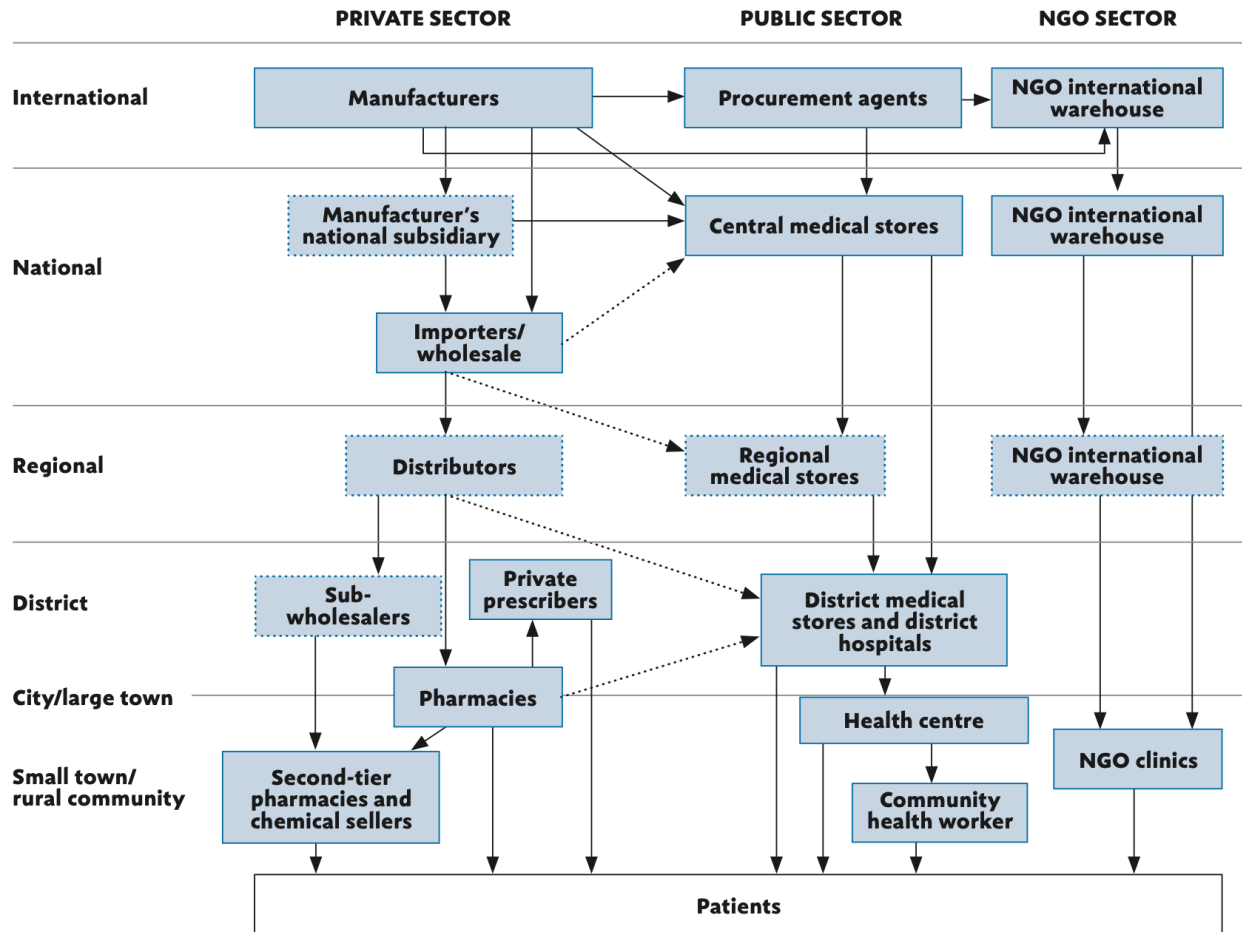 PRIVATE SECTOR
PUBLIC SECTOR
NGO SECTOR
International
Manufacturers
Procurement agents
NGO international
warehouse
National
Manufacturer’s
national subsidiary
Central medical stores
NGO international
warehouse
Importers/
wholesale
Regional
Distributors
Regional
medical stores
NGO international
warehouse
District
Sub-
wholesalers
Private
prescribers
District medical
stores and district
hospitals
City/large town
Pharmacies
Health centre
Small town/
rural community
Second-tier
pharmacies and
chemical sellers
Community
health worker
NGO clinics
Patients